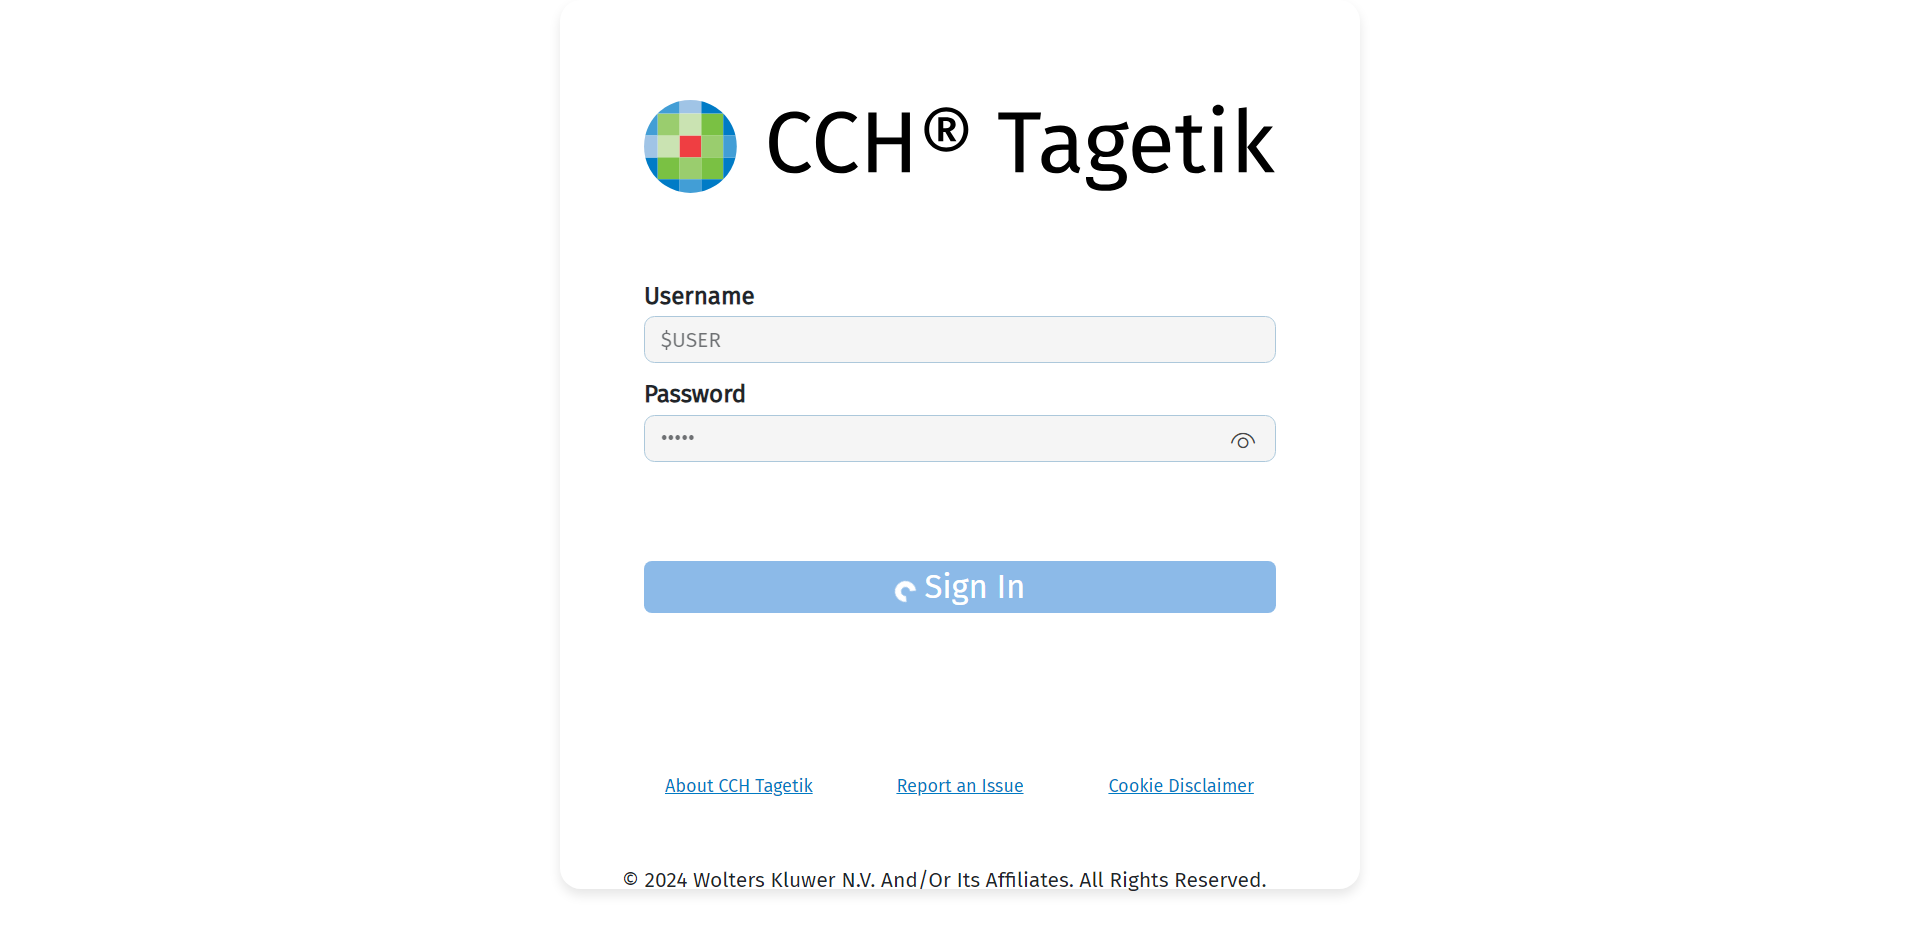 CCH® Tagetik
Username
$USER
Password
•••••
Sign In
About CCH Tagetik Report an Issue Cookie Disclaimer
© 2024 Wolters Kluwer N.V. And/Or Its Affiliates. All Rights Reserved.